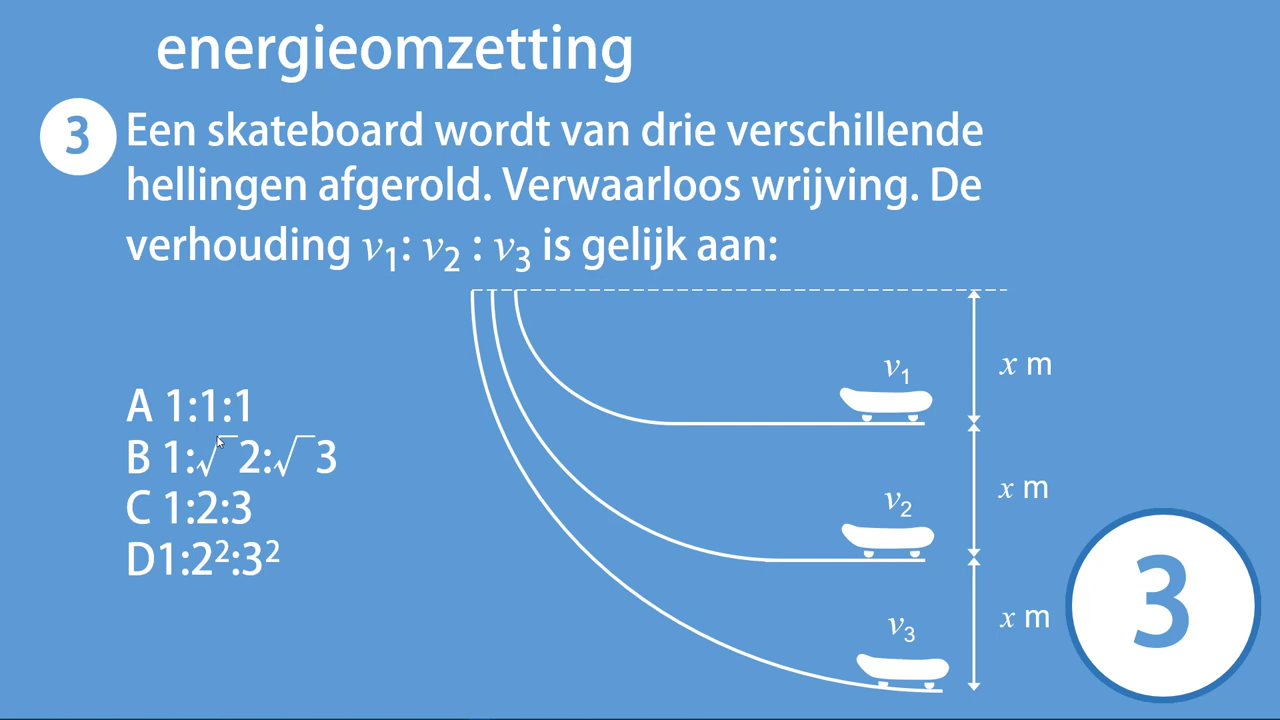 energieomzetting
3
Een skateboard wordt van drie verschillende
hellingen afgerold. Verwaarloos wrijving. De
verhouding v₁: v₂ : v₃ is gelijk aan:
A 1:1:1
B 1:√2:√3
C 1:2:3
D1:2²:3²
v₁
x m
v₂
x m
v₃
x m
3